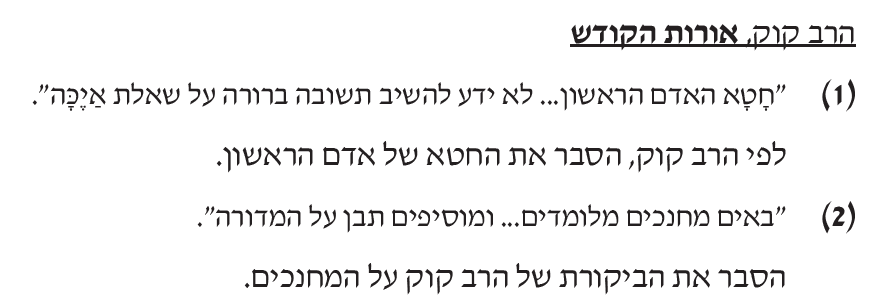 הרב קוק, אורות הקודש
(1) "חָטָא האדם הראשון... לא ידע להשיב תשובה ברורה על שאלת אַיֶּכָּה".
לפי הרב קוק, הסבר את החטא של אדם הראשון.
(2) "באים מחנכים מלומדים... ומוסיפים תבן על המדורה".
הסבר את הביקורת של הרב קוק על המחנכים.